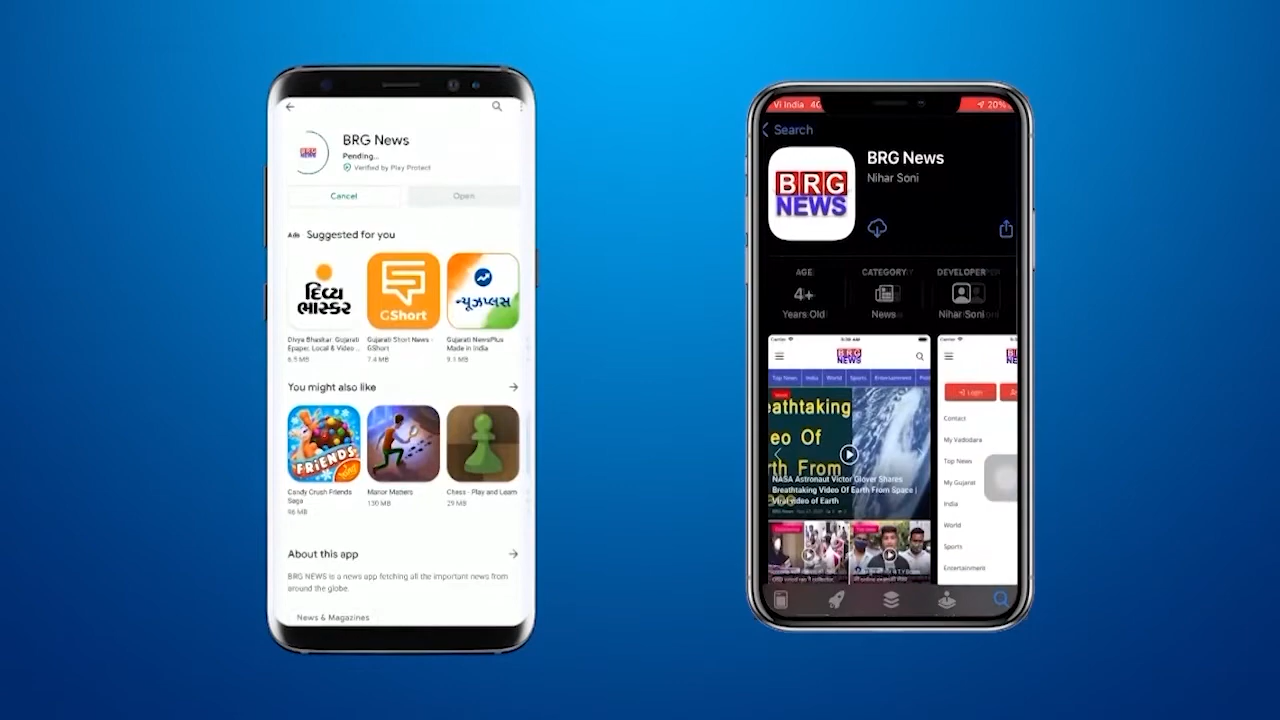 BRG News
Pending...
Verified by Play Protect
BRG
NEWS
Cancel
Open
Ads Suggested for you
દિવ્ય
ભાસ્કર
GShort
ન્યૂઝપ્લસ
Divya Bhaskar: Gujarati
Epaper, Local & Video ..
6.5 MB
Gujarati Short News -
GShort
7.4 MB
Gujarati NewsPlus
Made in India
9.1 MB
You might also like
FRIENDS
Candy Crush Friends
Saga
Manor Matters
130 MB
Chess - Play and Learn
29 MB
About this app
BRG NEWS is a news app fetching all the important news from
around the globe.
News & Magazines
Vi India 4G
20%
Search
BRG
NEWS
BRG News
Nihar Soni
AGE
4+
Years Old
CATEGORY
News
DEVELOPER
Nihar Soni
BRG
NEWS
Top News India World Sports Entertainment
eathtaking
eo Of
rth From
NASA Astronaut Victor Glover Shares
Breathtaking Video Of Earth From Space |
Viral video of Earth
Login
Contact
My Vadodara
Top News
My Gujarat
India
World
Sports
Entertainment